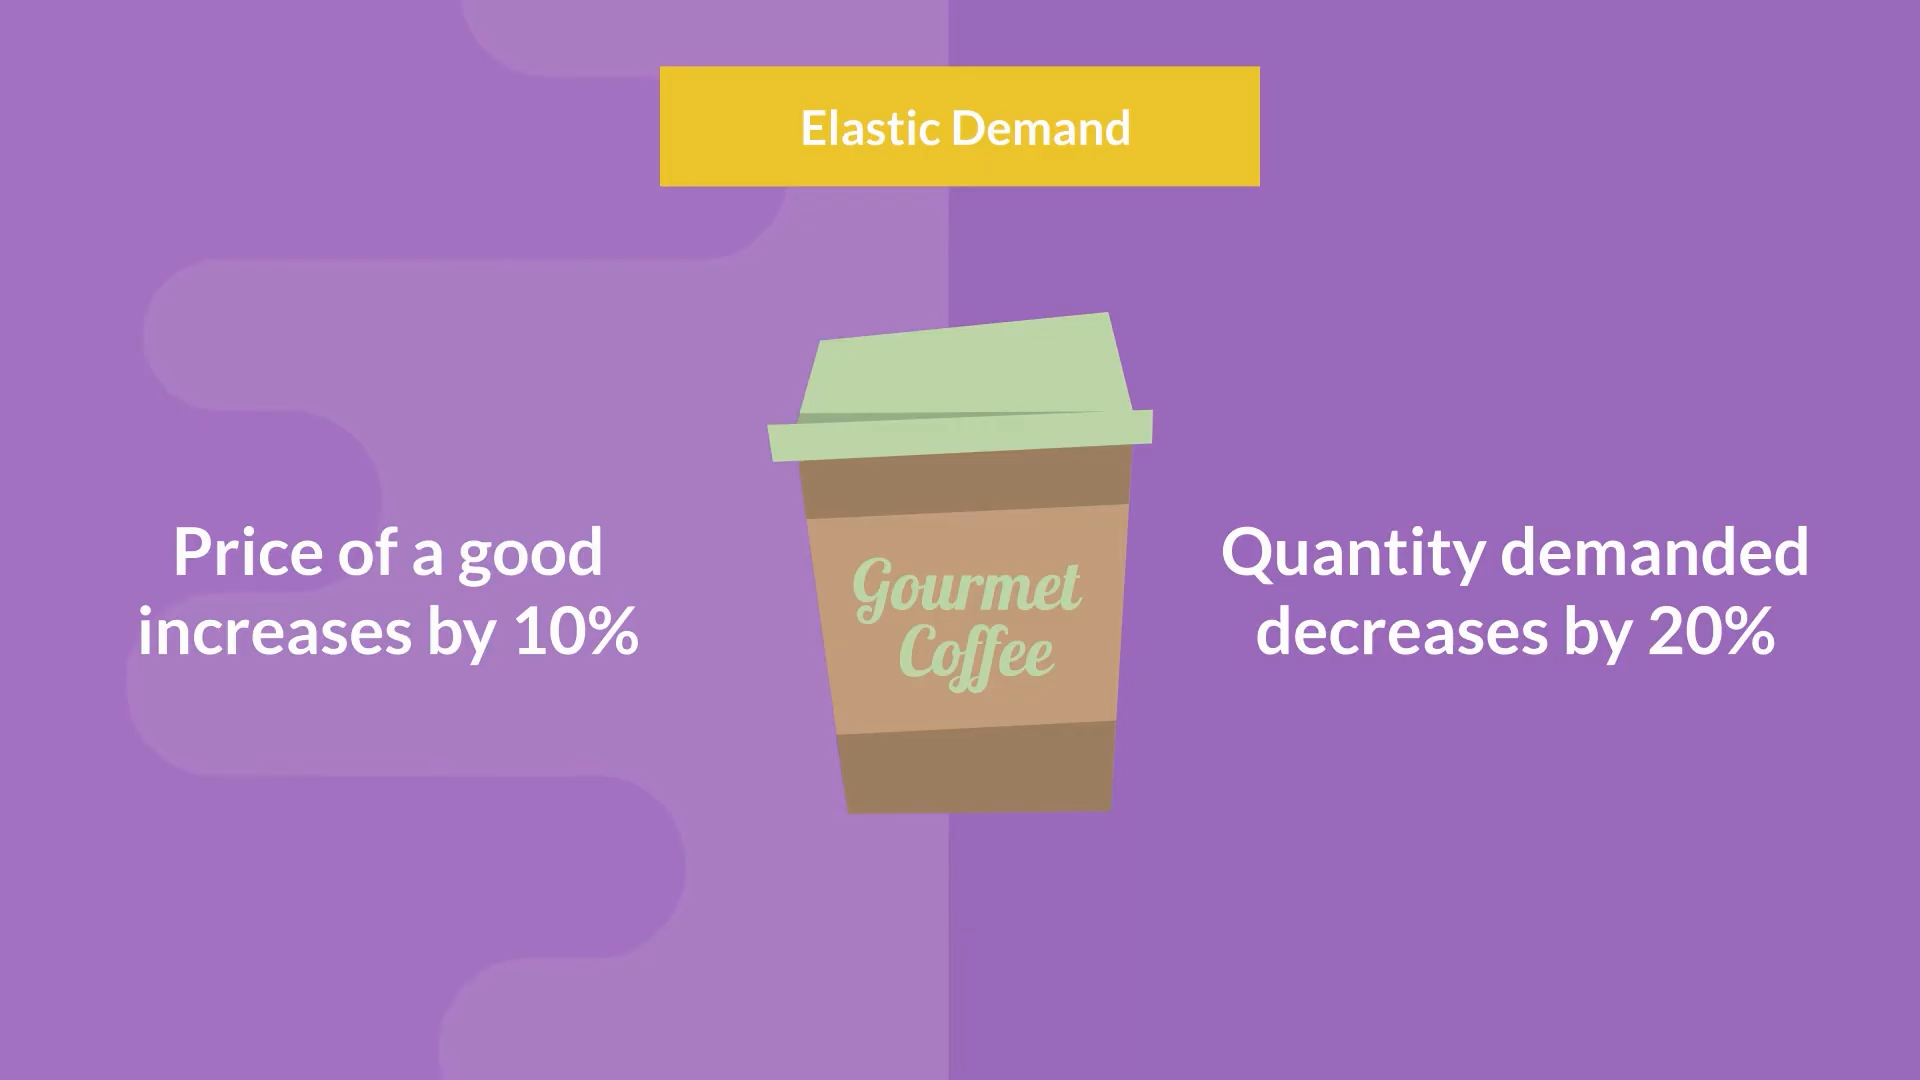 Elastic Demand
Price of a good
increases by 10%
Gourmet
Coffee
Quantity demanded
decreases by 20%